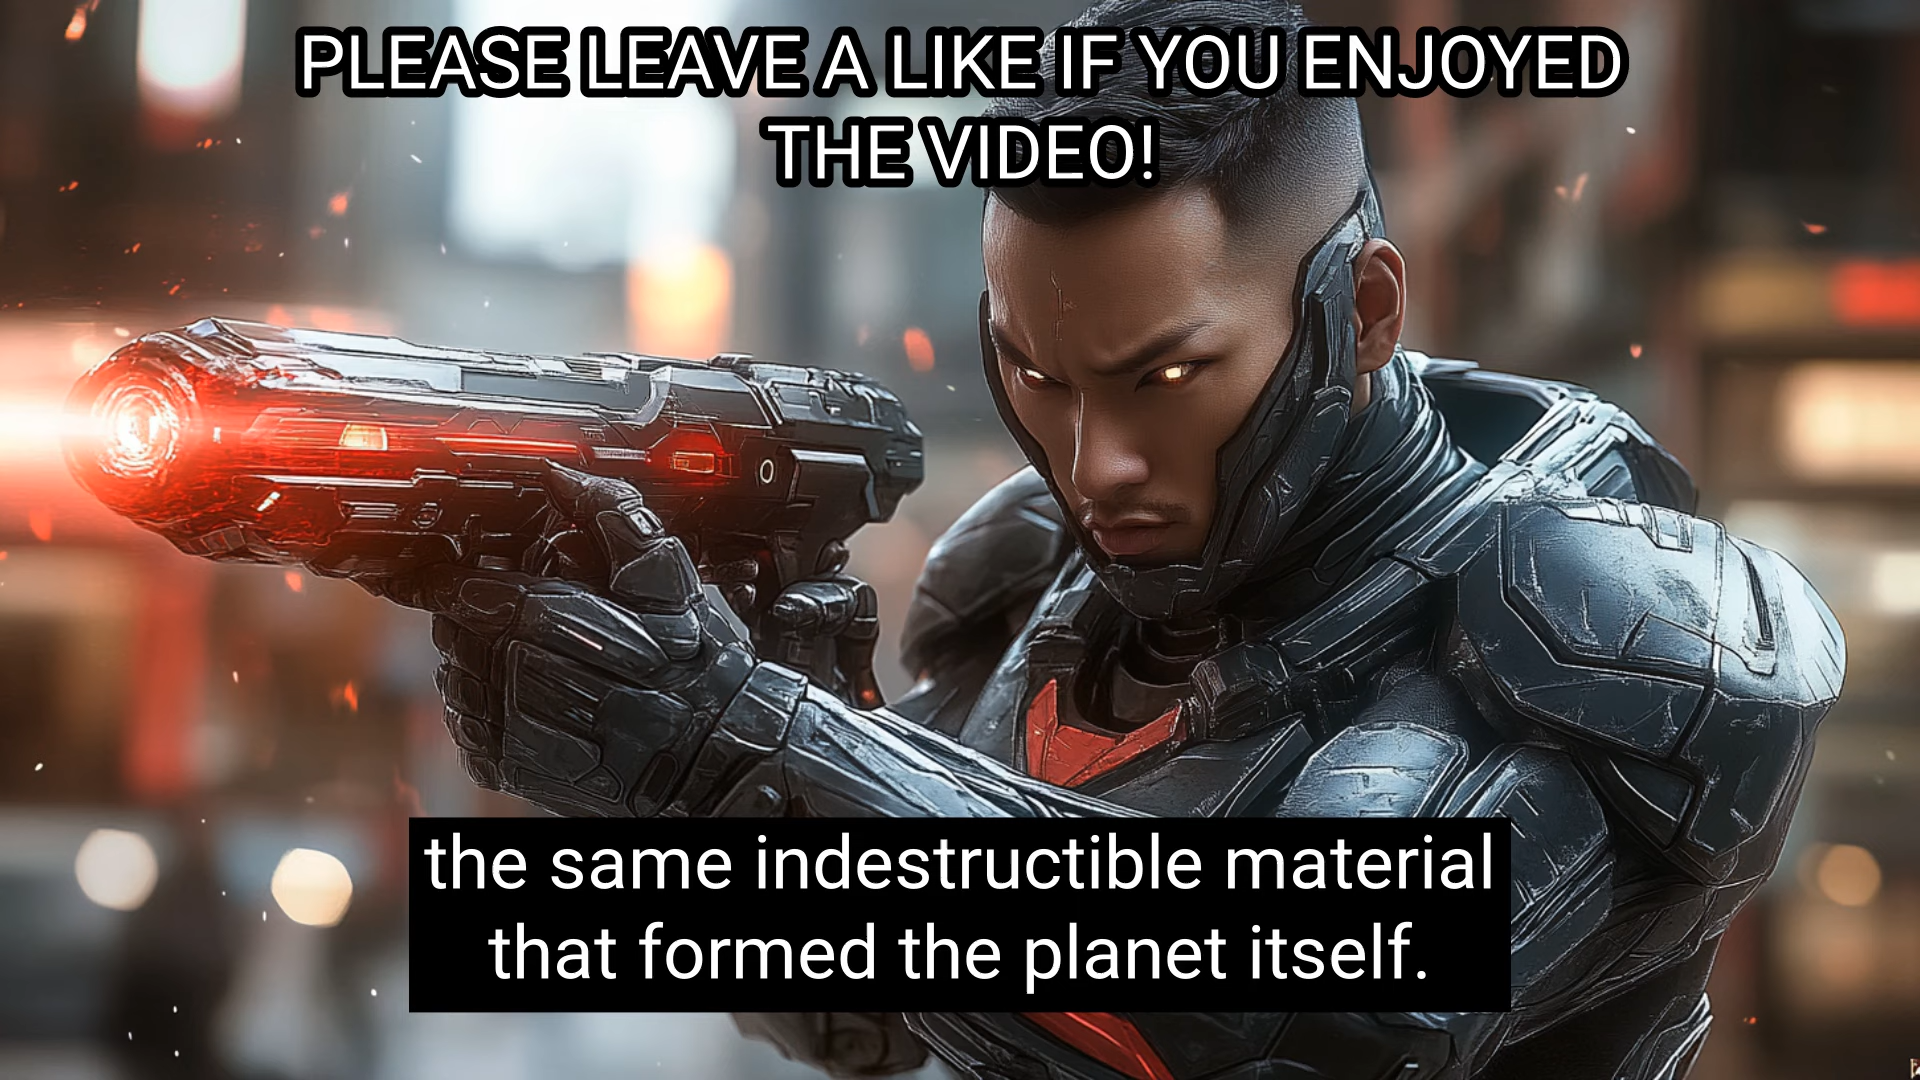 PLEASE LEAVE A LIKE IF YOU ENJOYED
THE VIDEO!
the same indestructible material
that formed the planet itself.